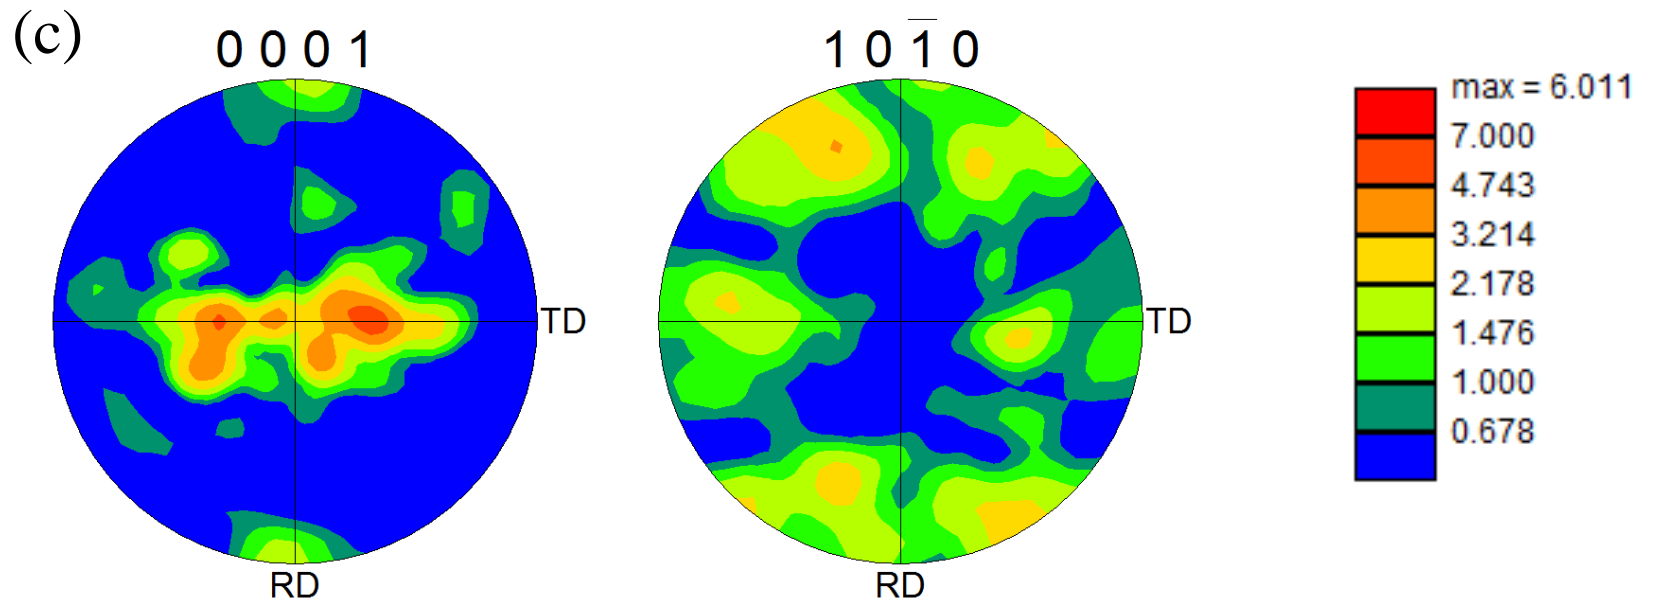 (c)
0 0 0 1
1 0 1̅ 0
max = 6.011
7.000
4.743
3.214
2.178
1.476
1.000
0.678
TD
TD
RD
RD